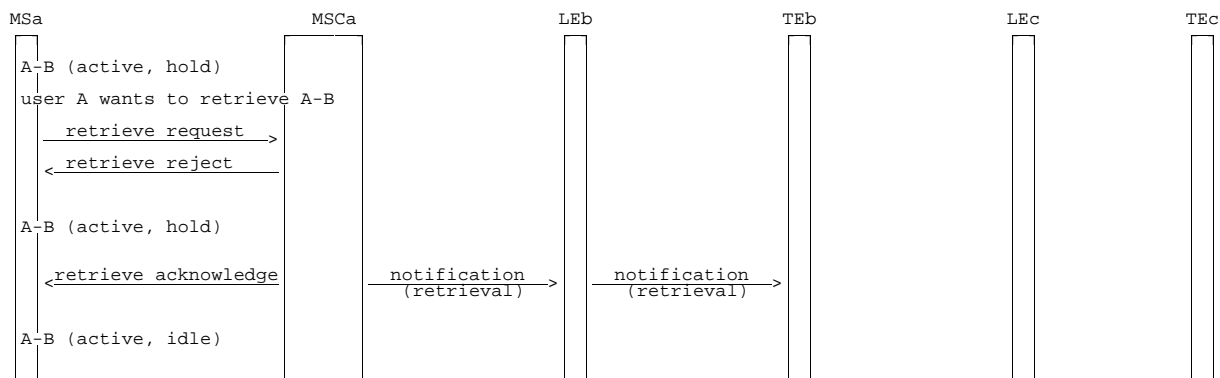 MSa MSCa LEb TEb LEc TEc
A-B (active, hold)
user A wants to retrieve A-B
retrieve request
retrieve reject
A-B (active, hold)
retrieve acknowledge notification notification
(retrieval) (retrieval)
A-B (active, idle)